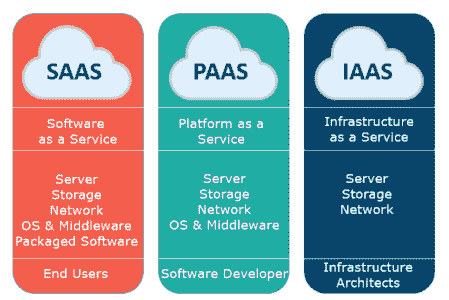 SAAS
Software
as a Service
Server
Storage
Network
OS & Middleware
Packaged Software
End Users
PAAS
Platform as a
Service
Server
Storage
Network
OS & Middleware
Software Developer
IAAS
Infrastructure
as a Service
Server
Storage
Network
Infrastructure
Architects